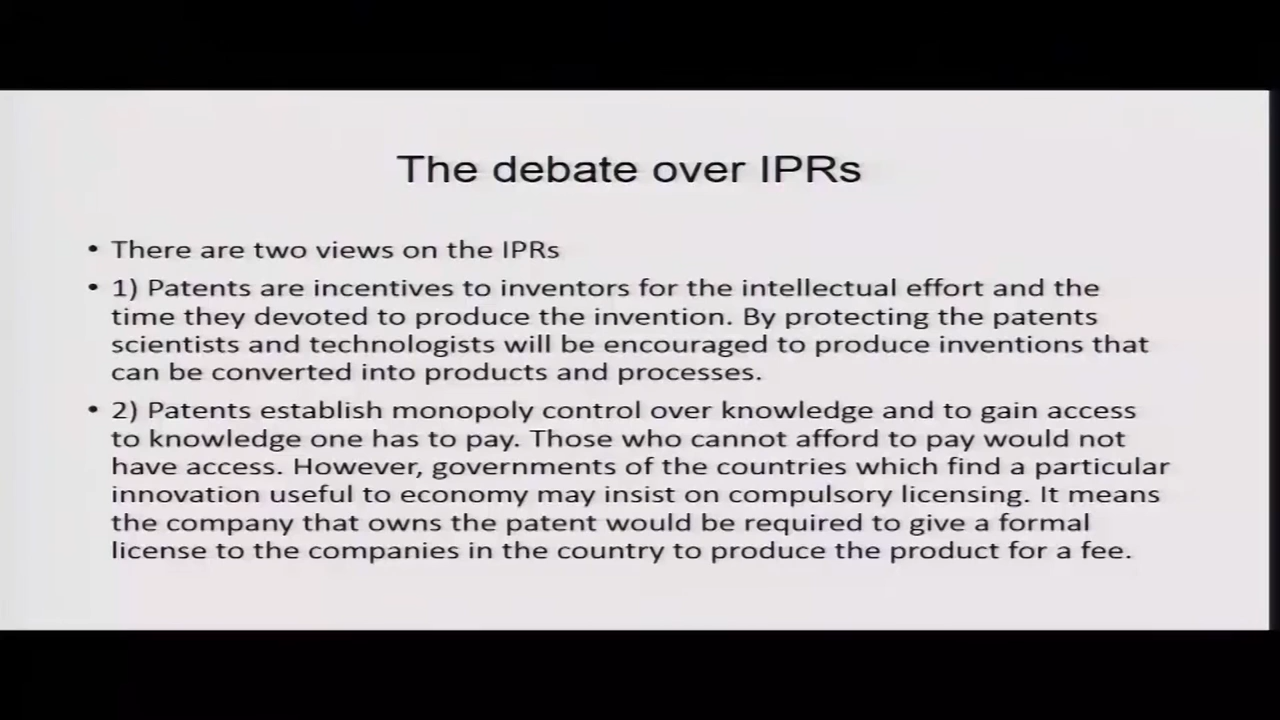 The debate over IPRs
• There are two views on the IPRs
• 1) Patents are incentives to inventors for the intellectual effort and the
time they devoted to produce the invention. By protecting the patents
scientists and technologists will be encouraged to produce inventions that
can be converted into products and processes.
• 2) Patents establish monopoly control over knowledge and to gain access
to knowledge one has to pay. Those who cannot afford to pay would not
have access. However, governments of the countries which find a particular
innovation useful to economy may insist on compulsory licensing. It means
the company that owns the patent would be required to give a formal
license to the companies in the country to produce the product for a fee.